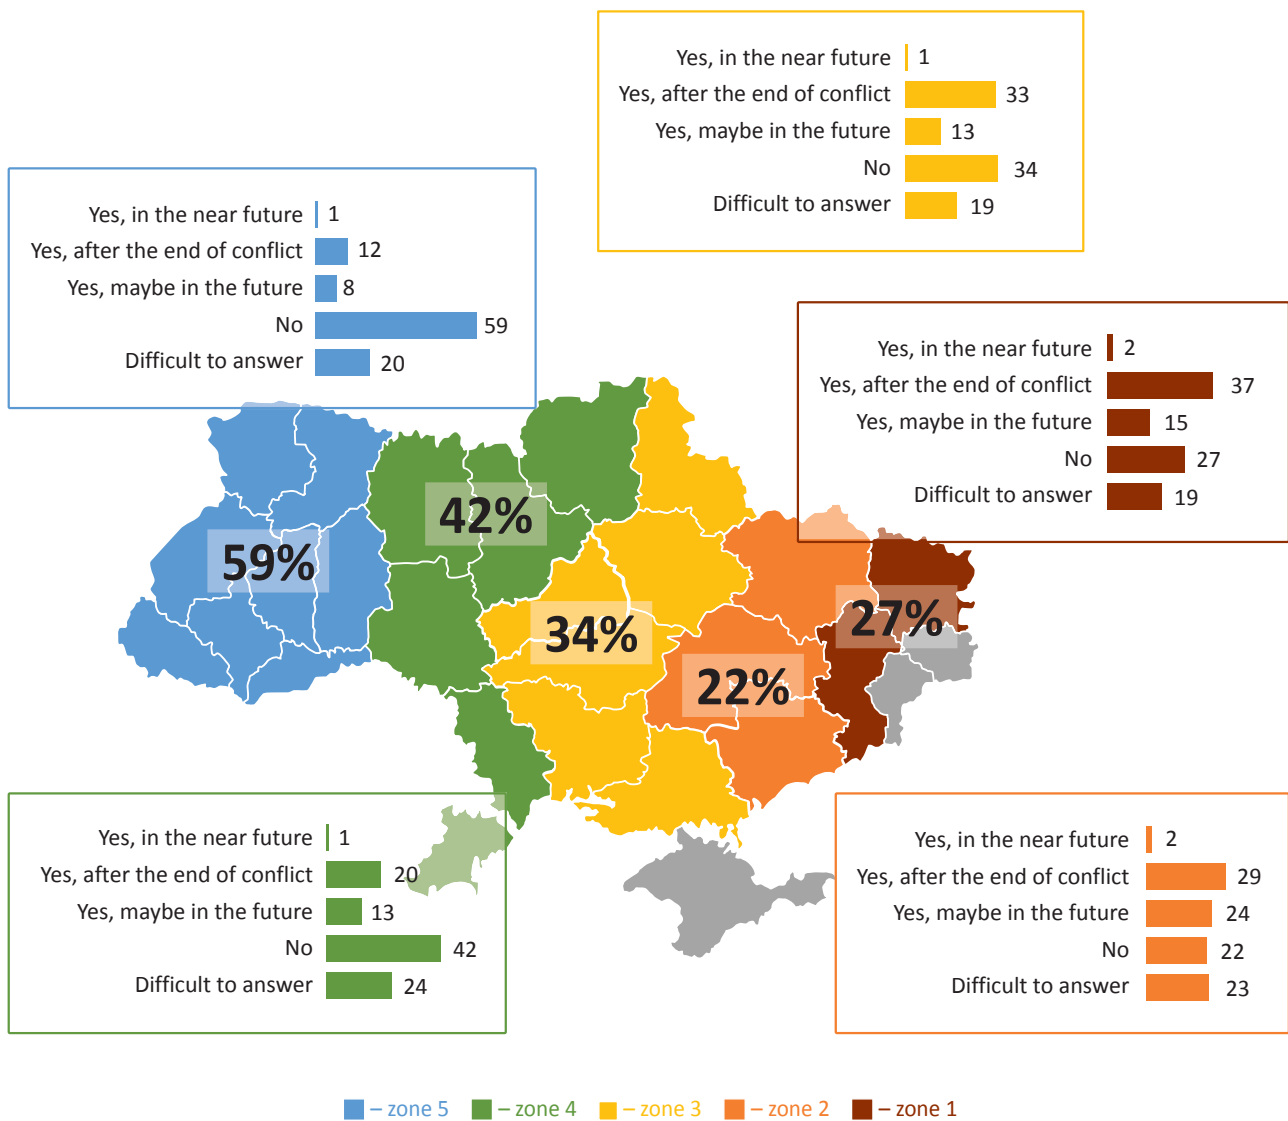 Yes, in the near future 1
Yes, after the end of conflict 33
Yes, maybe in the future 13
No 34
Difficult to answer 19
Yes, in the near future 1
Yes, after the end of conflict 12
Yes, maybe in the future 8
No 59
Difficult to answer 20
Yes, in the near future 2
Yes, after the end of conflict 37
Yes, maybe in the future 15
No 27
Difficult to answer 19
42%
59%
27%
34%
22%
Yes, in the near future 1
Yes, after the end of conflict 20
Yes, maybe in the future 13
No 42
Difficult to answer 24
Yes, in the near future 2
Yes, after the end of conflict 29
Yes, maybe in the future 24
No 22
Difficult to answer 23
– zone 5 – zone 4 – zone 3 – zone 2 – zone 1